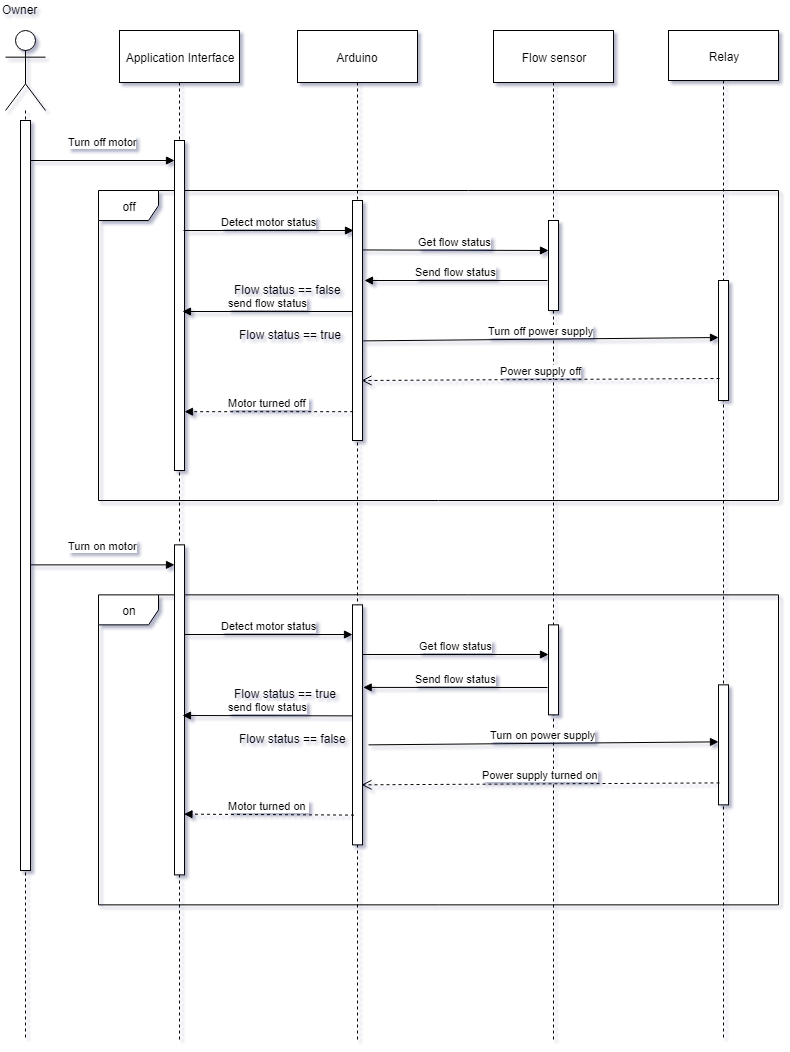 Owner
Application Interface
Arduino
Flow sensor
Relay
Turn off motor
off
Detect motor status
Get flow status
Send flow status
Flow status == false
send flow status
Flow status == true
Turn off power supply
Power supply off
Motor turned off
Turn on motor
on
Detect motor status
Get flow status
Send flow status
Flow status == true
send flow status
Flow status == false
Turn on power supply
Power supply turned on
Motor turned on